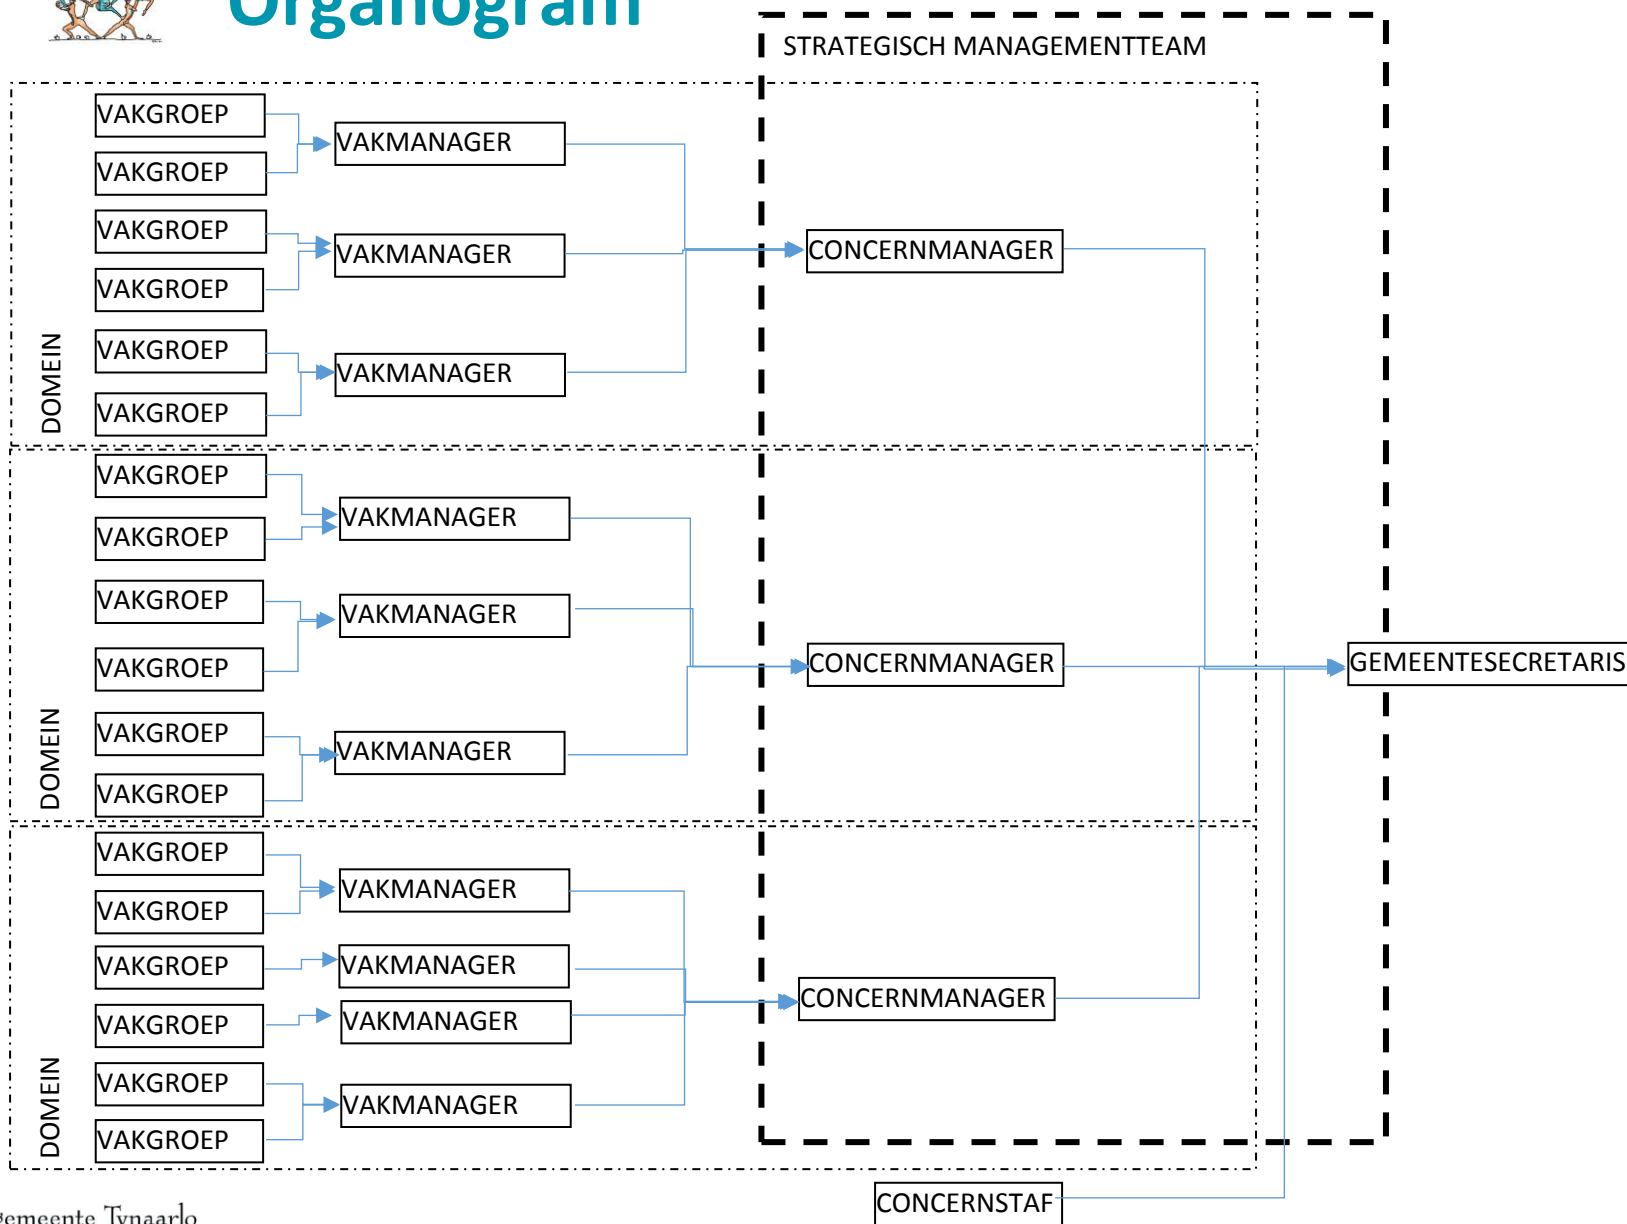 Organogram
STRATEGISCH MANAGEMENTTEAM
VAKGROEP
VAKGROEP
VAKGROEP
VAKGROEP
VAKGROEP
VAKGROEP
VAKMANAGER
VAKMANAGER
VAKMANAGER
CONCERNMANAGER
DOMEIN
VAKGROEP
VAKGROEP
VAKGROEP
VAKGROEP
VAKGROEP
VAKGROEP
VAKMANAGER
VAKMANAGER
VAKMANAGER
CONCERNMANAGER
GEMEENTESECRETARIS
DOMEIN
VAKGROEP
VAKGROEP
VAKGROEP
VAKGROEP
VAKGROEP
VAKGROEP
VAKMANAGER
VAKMANAGER
VAKMANAGER
VAKMANAGER
CONCERNMANAGER
DOMEIN
CONCERNSTAF
gemeente Tynaarlo